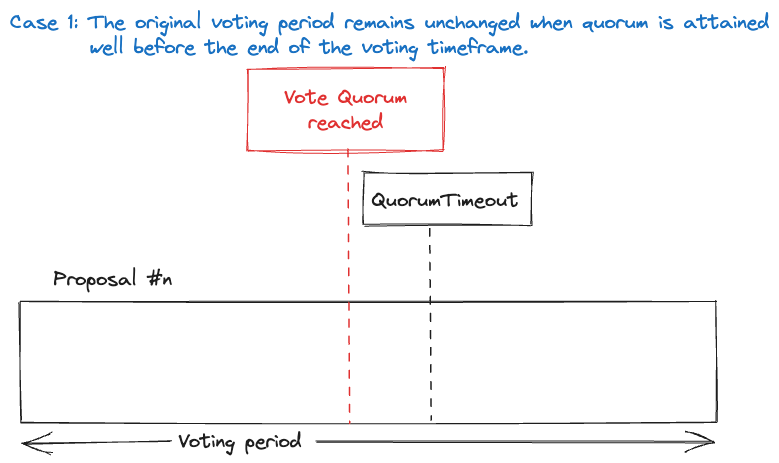 Case 1: The original voting period remains unchanged when quorum is attained
well before the end of the voting timeframe.
Vote Quorum
reached
QuorumTimeout
Proposal #n
Voting period